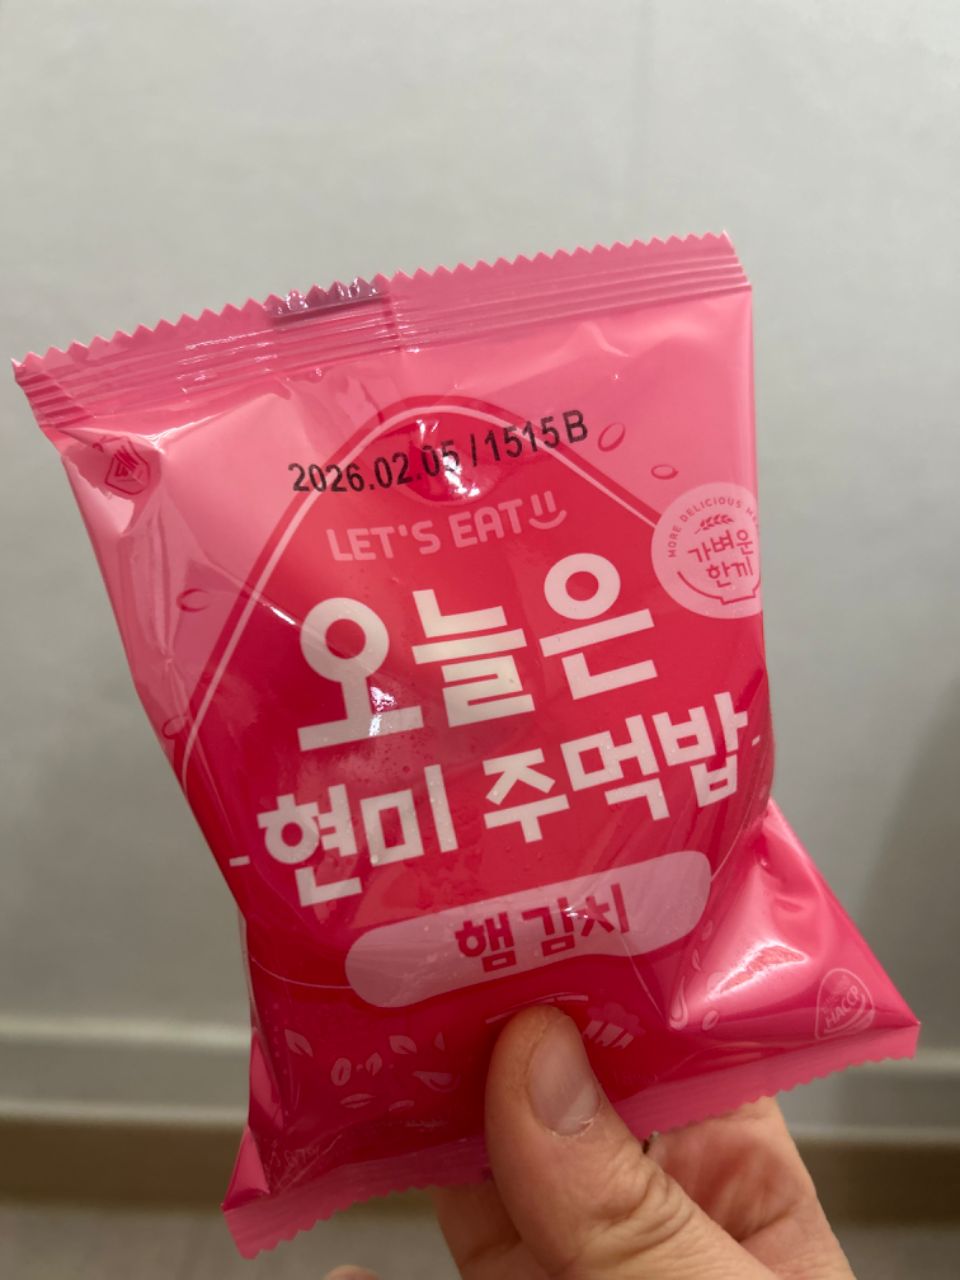 2026.02.05 / 1515B
LET'S EAT
MORE DELICIOUS
가벼운
한끼
오늘은
현미 주먹밥
햄 김치
HACCP